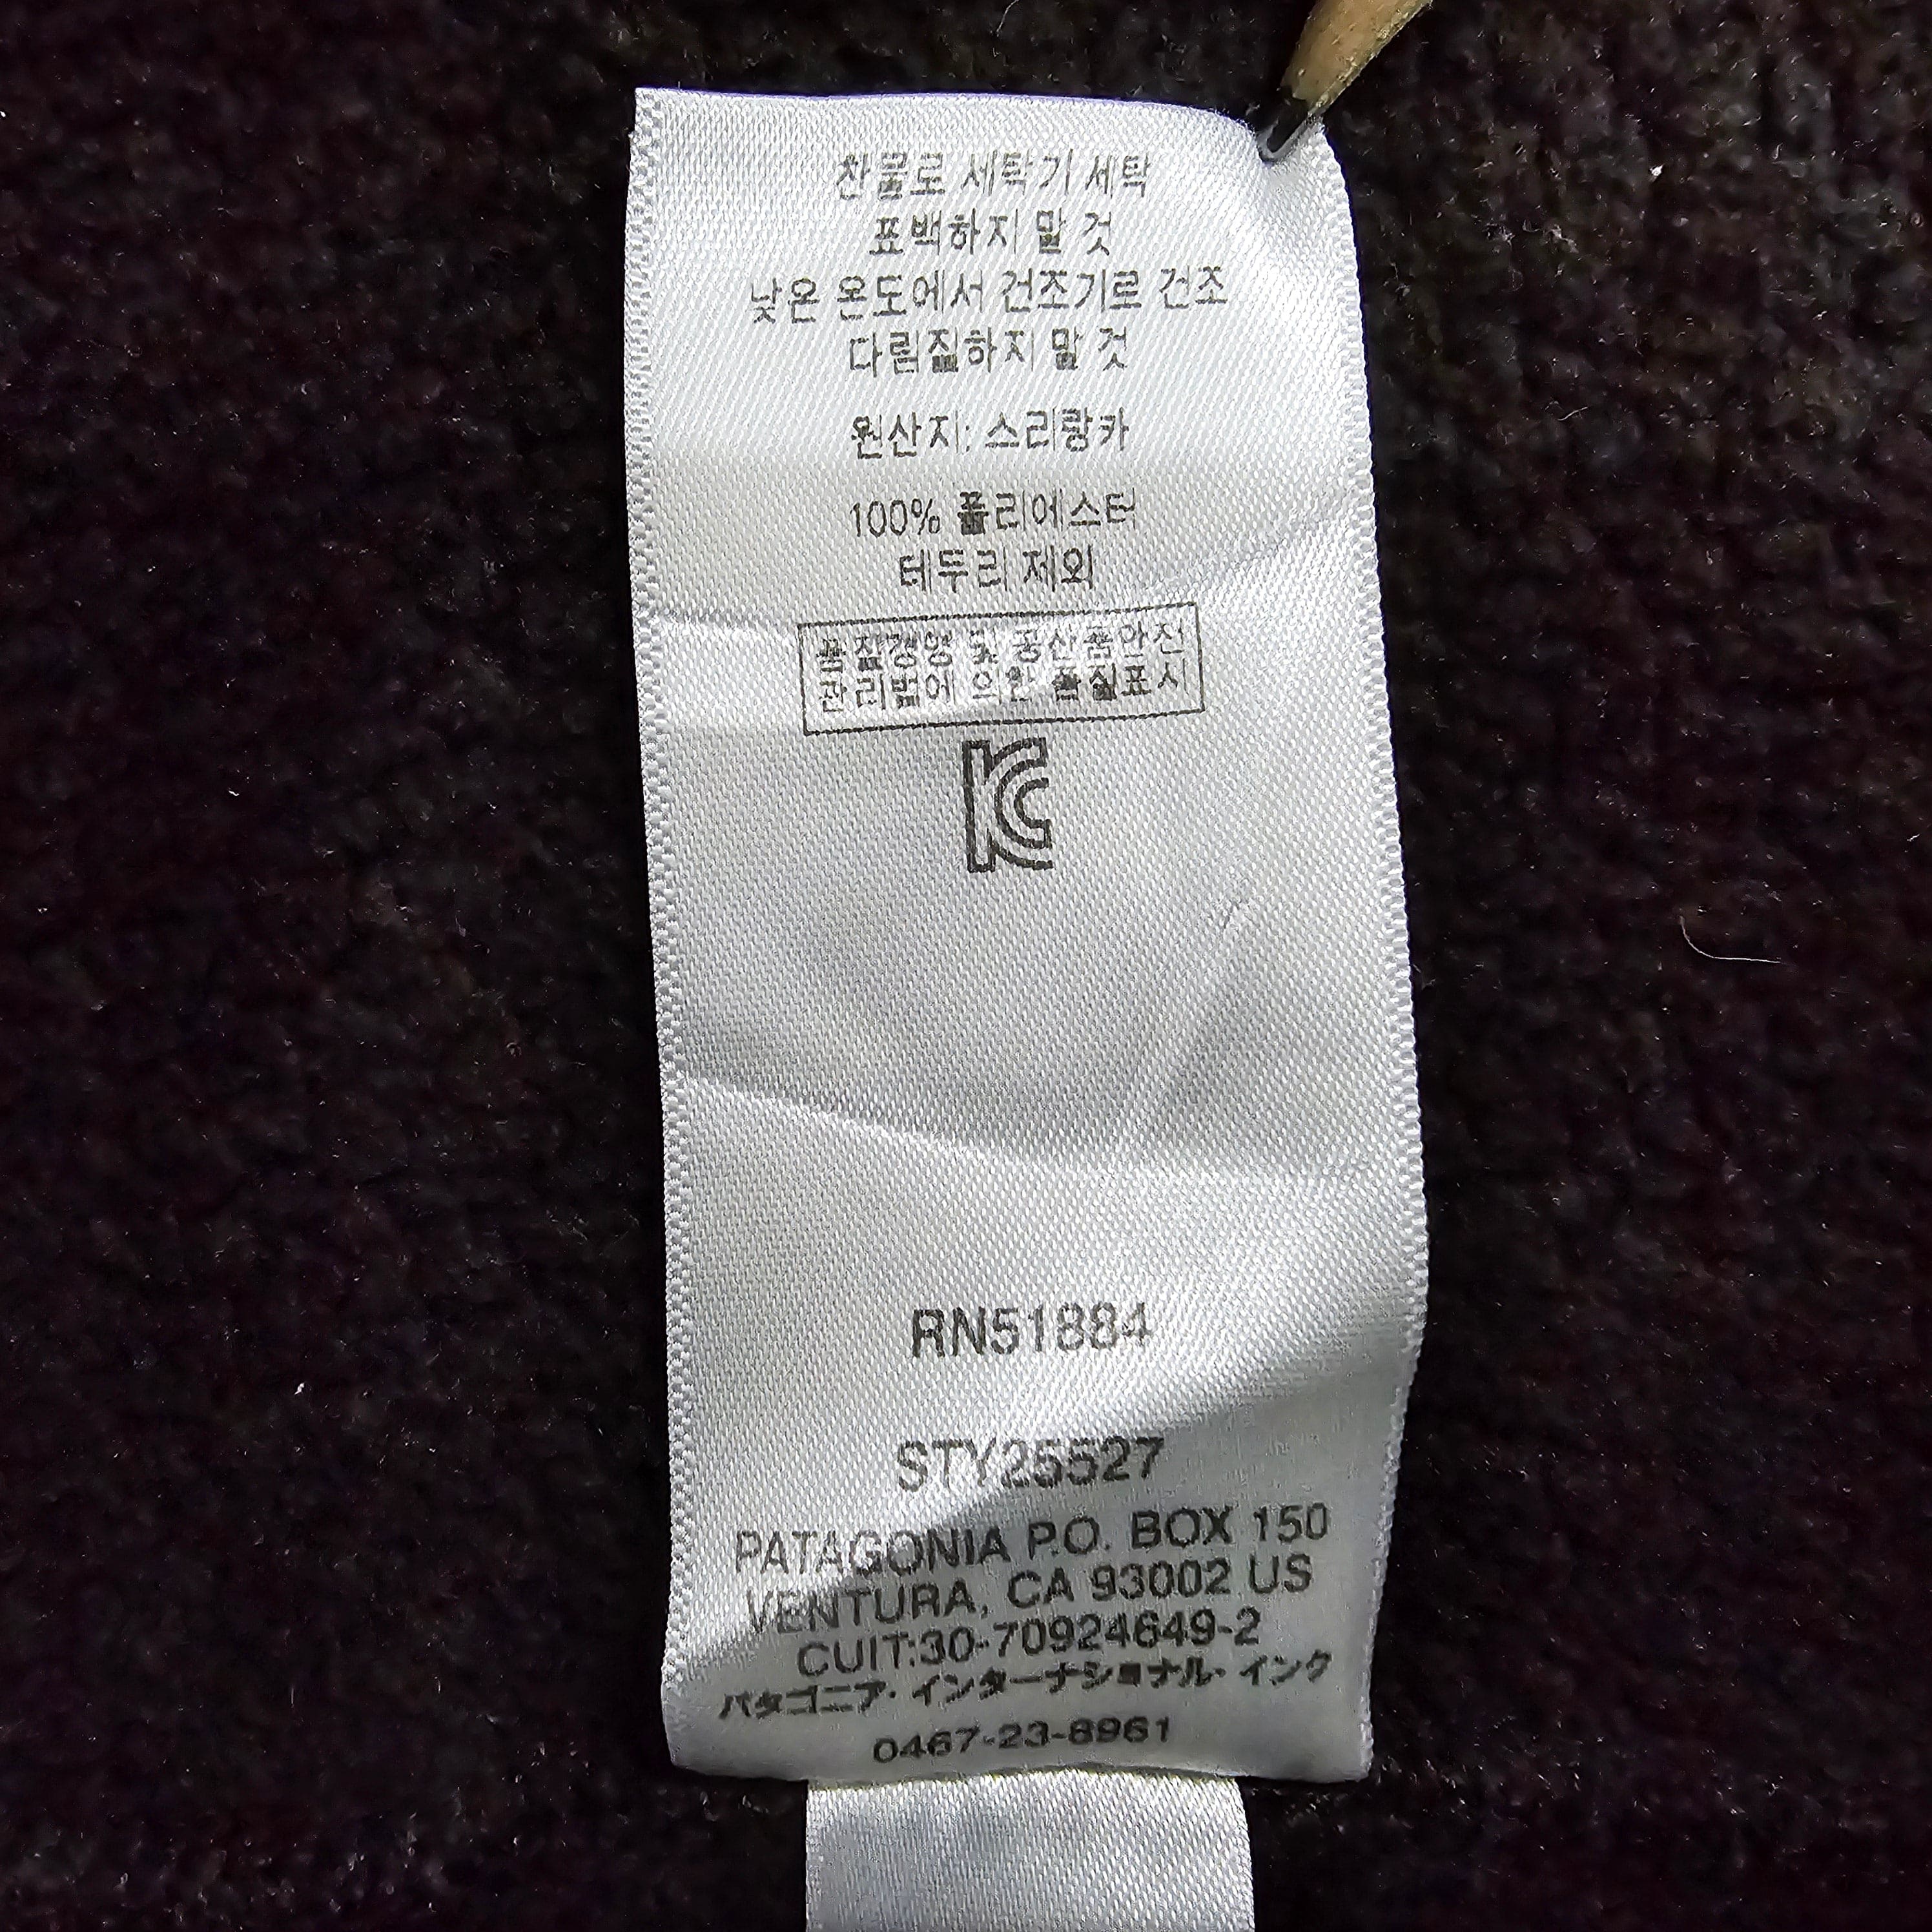 찬물로 세탁기 세탁
표백하지 말 것
낮은 온도에서 건조기로 건조
다림질하지 말 것
원산지: 스리랑카
100% 폴리에스터
테두리 제외
품질경영 및 공산품안전
관리법에 의한 품질표시
KC
RN51884
STY25527
PATAGONIA P.O. BOX 150
VENTURA, CA 93002 US
CUIT:30-70924649-2
パタゴニア・インターナショナル・インク
0467-23-8961